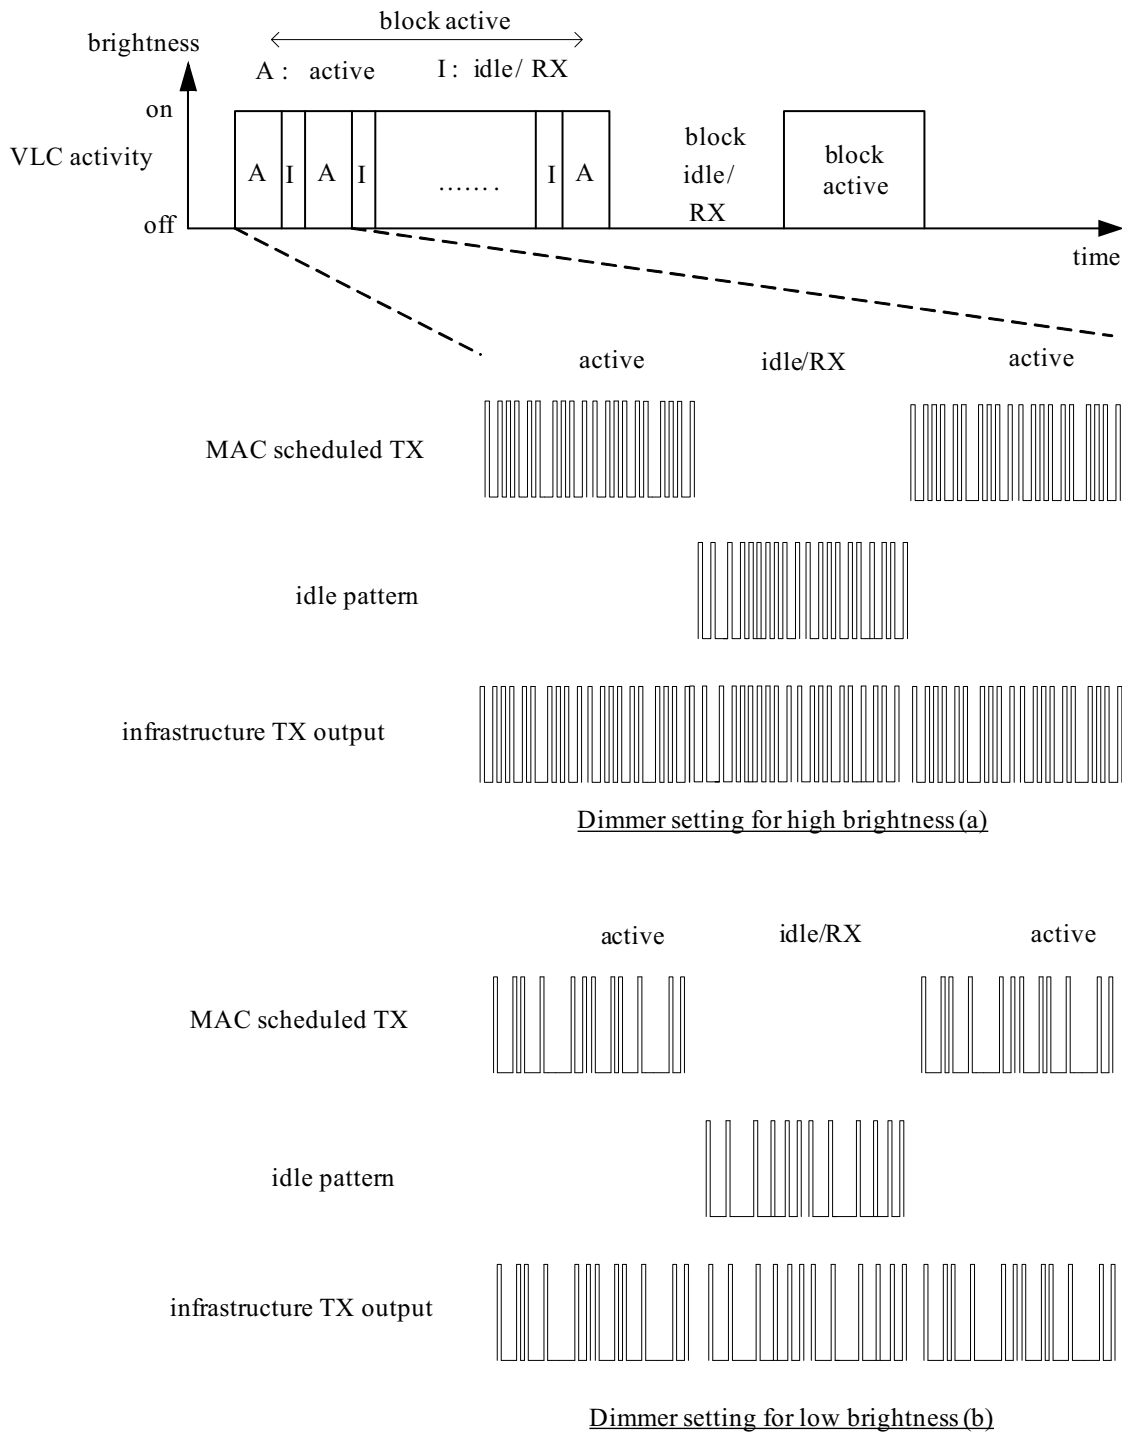 block active
brightness
A : active I : idle/ RX
on
VLC activity
A I A I ....... I A
block
idle/
RX
block
active
off
time
active idle/RX active
MAC scheduled TX
idle pattern
infrastructure TX output
Dimmer setting for high brightness (a)
active idle/RX active
MAC scheduled TX
idle pattern
infrastructure TX output
Dimmer setting for low brightness (b)